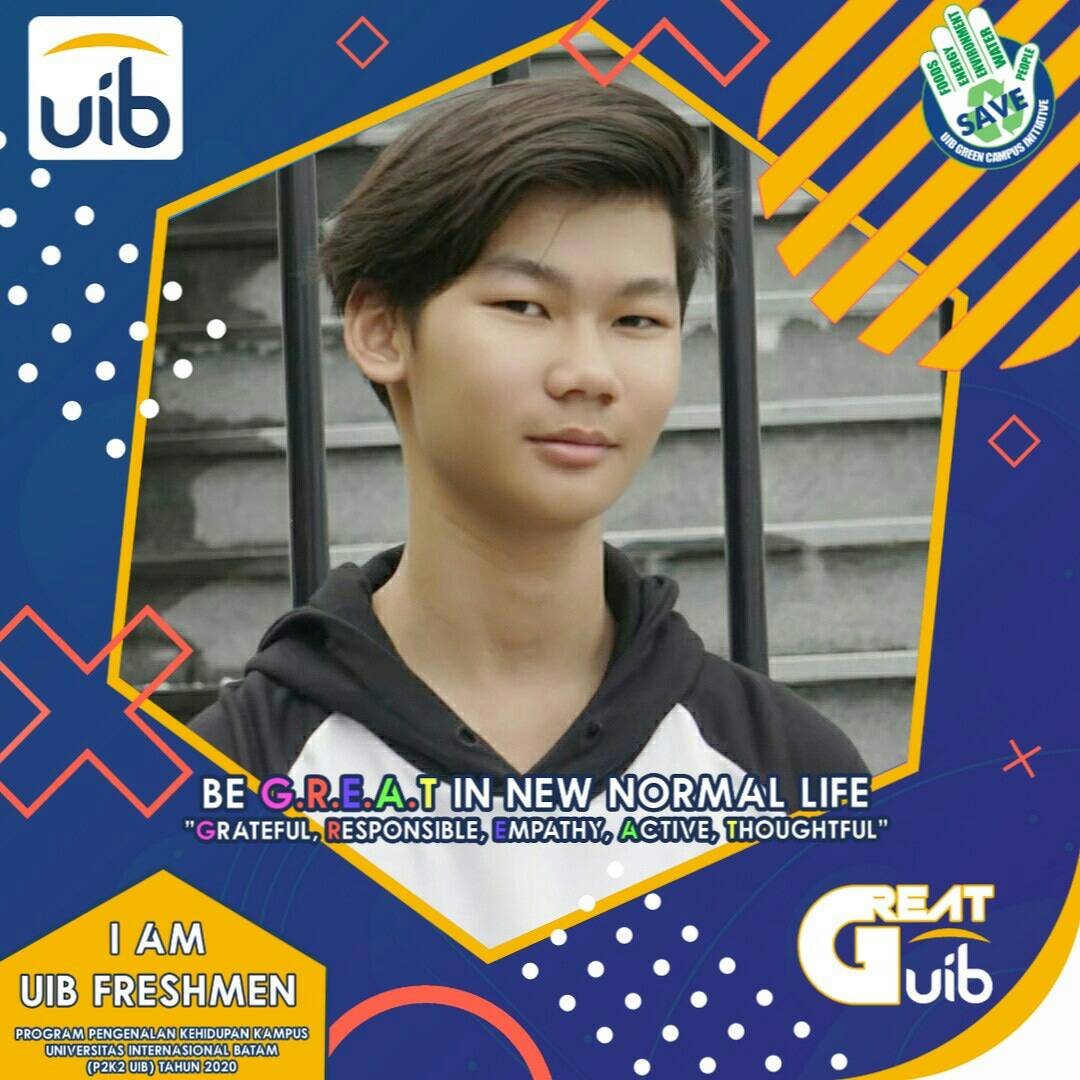 uib
FOODS
ENERGY
ENVIRONMENT
WATER
PEOPLE
SAVE
UIB GREEN CAMPUS INITIATIVE
BE G.R.E.A.T IN NEW NORMAL LIFE
"GRATEFUL, RESPONSIBLE, EMPATHY, ACTIVE, THOUGHTFUL"
I AM
UIB FRESHMEN
PROGRAM PENGENALAN KEHIDUPAN KAMPUS
UNIVERSITAS INTERNASIONAL BATAM
(P2K2 UIB) TAHUN 2020
GREAT
uib